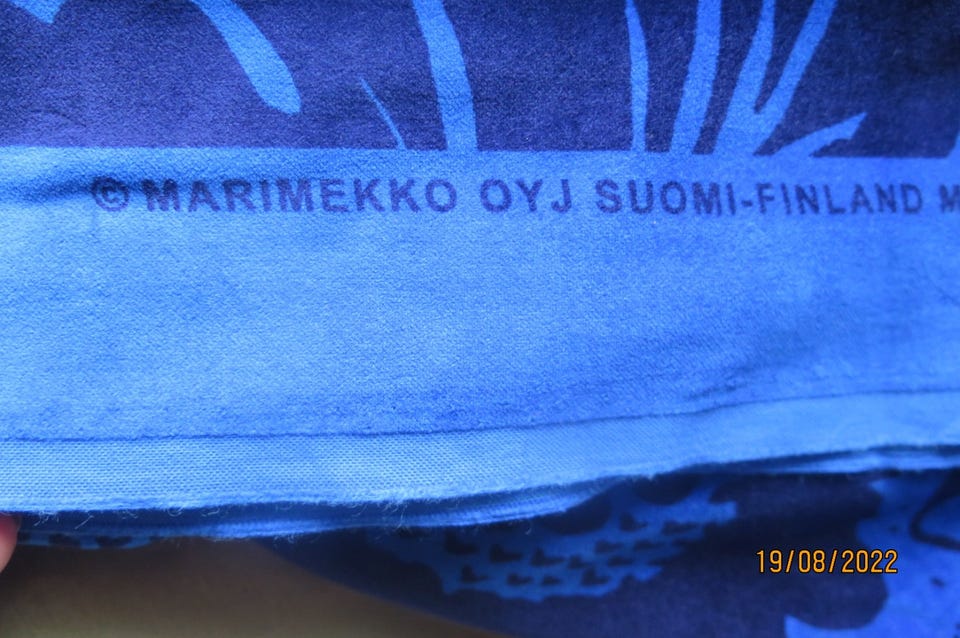 © MARIMEKKO OYJ SUOMI-FINLAND M
19/08/2022